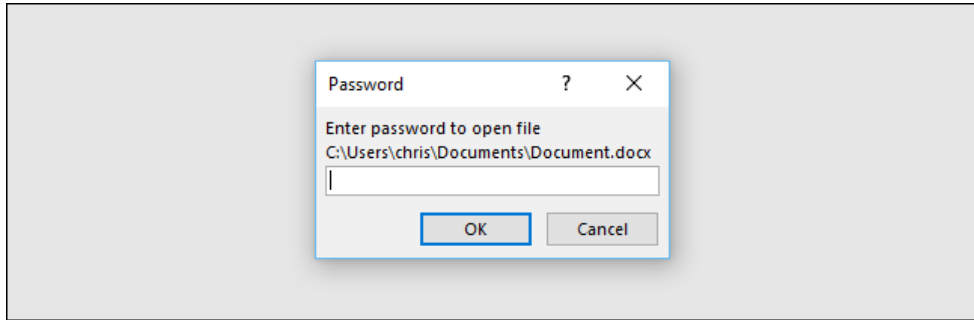 Password ?
Enter password to open file
C:\Users\chris\Documents\Document.docx
OK Cancel